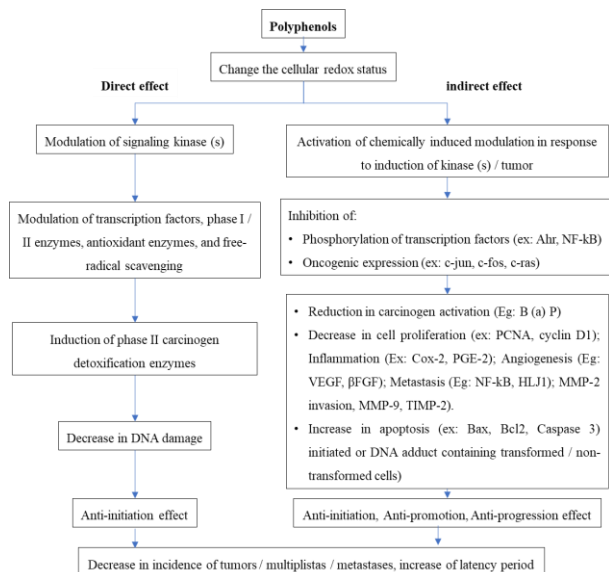 Polyphenols
Change the cellular redox status
Direct effect
indirect effect
Modulation of signaling kinase (s)
Activation of chemically induced modulation in response
to induction of kinase (s) / tumor
Modulation of transcription factors, phase I /
II enzymes, antioxidant enzymes, and free-
radical scavenging
Inhibition of:
• Phosphorylation of transcription factors (ex: Ahr, NF-kB)
• Oncogenic expression (ex: c-jun, c-fos, c-ras)
Induction of phase II carcinogen
detoxification enzymes
• Reduction in carcinogen activation (Eg: B (a) P)
• Decrease in cell proliferation (ex: PCNA, cyclin D1);
Inflammation (Ex: Cox-2, PGE-2); Angiogenesis (Eg:
VEGF, βFGF); Metastasis (Eg: NF-kB, HLJ1); MMP-2
invasion, MMP-9, TIMP-2).
• Increase in apoptosis (ex: Bax, Bcl2, Caspase 3)
initiated or DNA adduct containing transformed / non-
transformed cells)
Decrease in DNA damage
Anti-initiation effect
Anti-initiation, Anti-promotion, Anti-progression effect
Decrease in incidence of tumors / multiplistas / metastases, increase of latency period